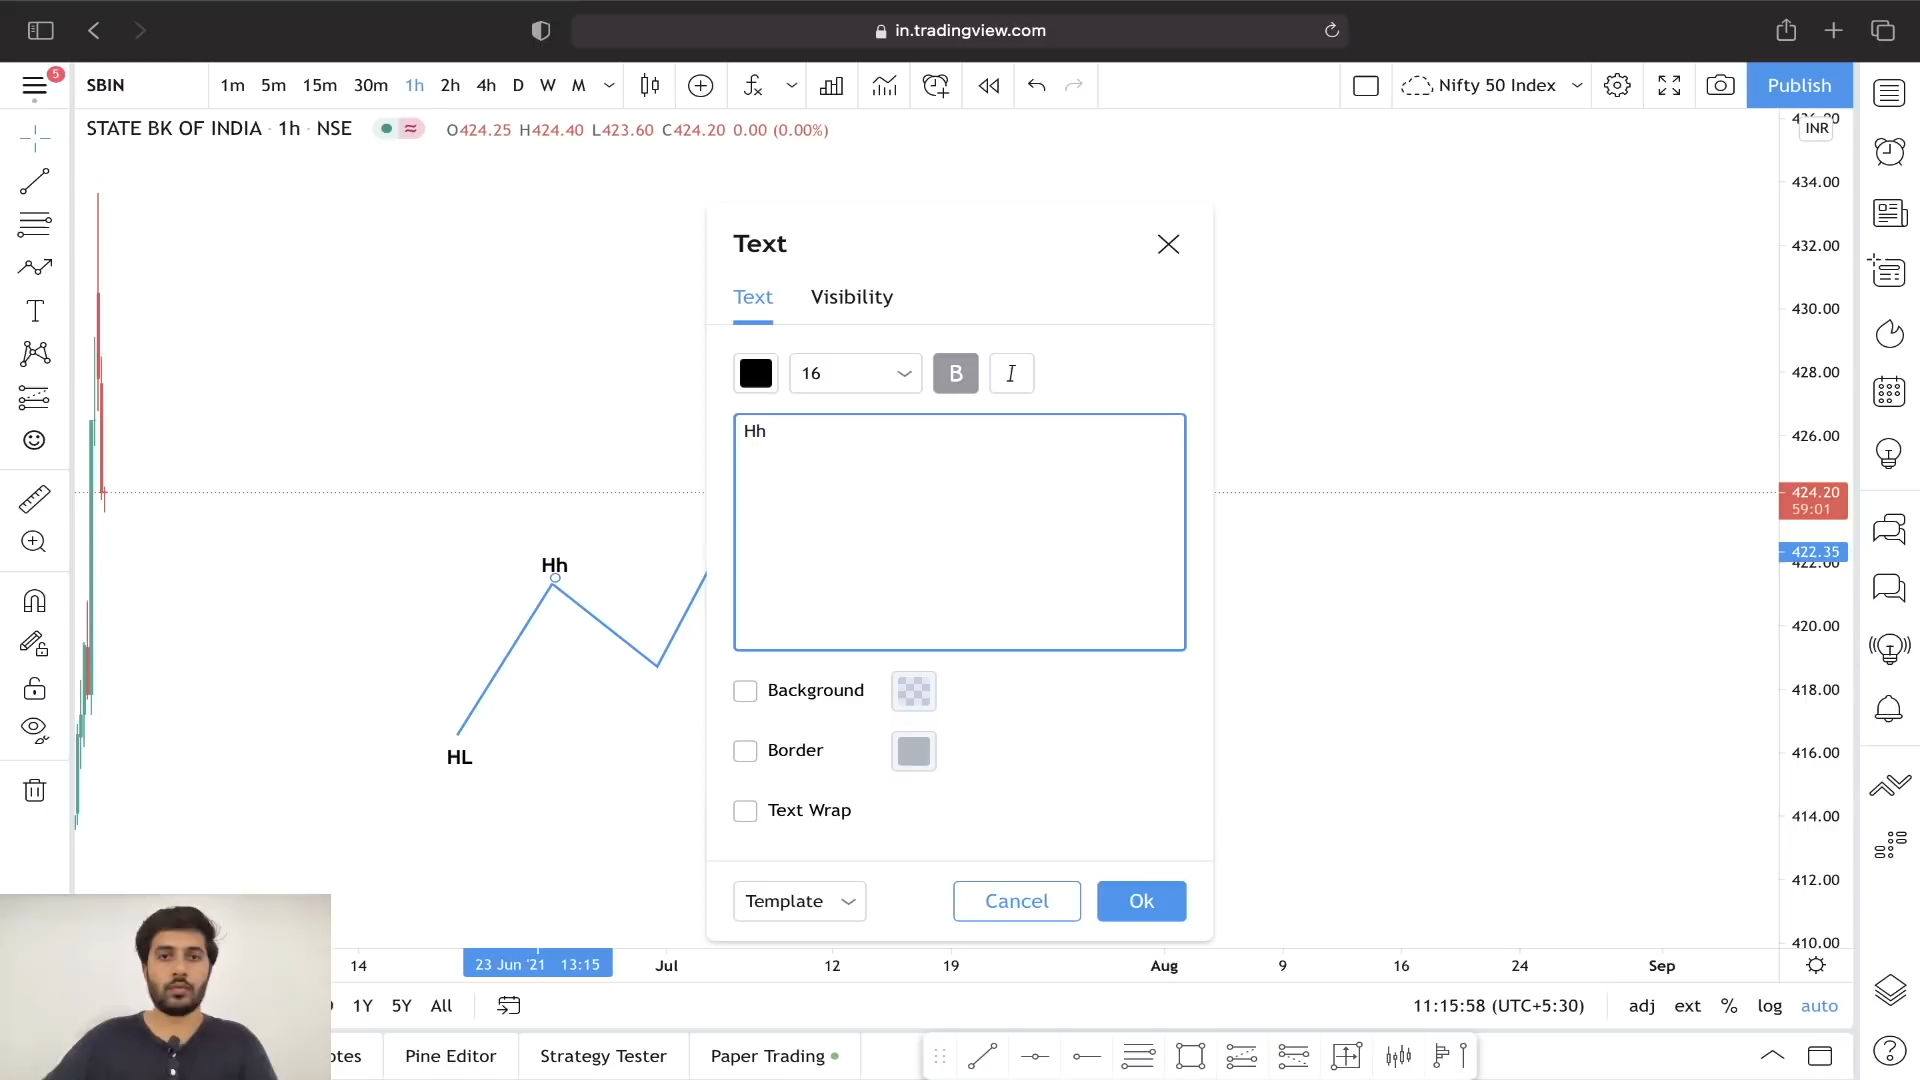 in.tradingview.com
5
SBIN 1m 5m 15m 30m 1h 2h 4h D W M Nifty 50 Index Publish
STATE BK OF INDIA · 1h · NSE O424.25 H424.40 L423.60 C424.20 0.00 (0.00%)
INR
434.00
432.00
430.00
428.00
426.00
424.20
59:01
422.35
422.00
420.00
418.00
416.00
414.00
412.00
410.00
Text
Text Visibility
16 B I
Hh
Hh
HL
Background
Border
Text Wrap
Template Cancel Ok
14 23 Jun '21 13:15 Jul 12 19 Aug 9 16 24 Sep
1Y 5Y All 11:15:58 (UTC+5:30) adj ext % log auto
otes Pine Editor Strategy Tester Paper Trading